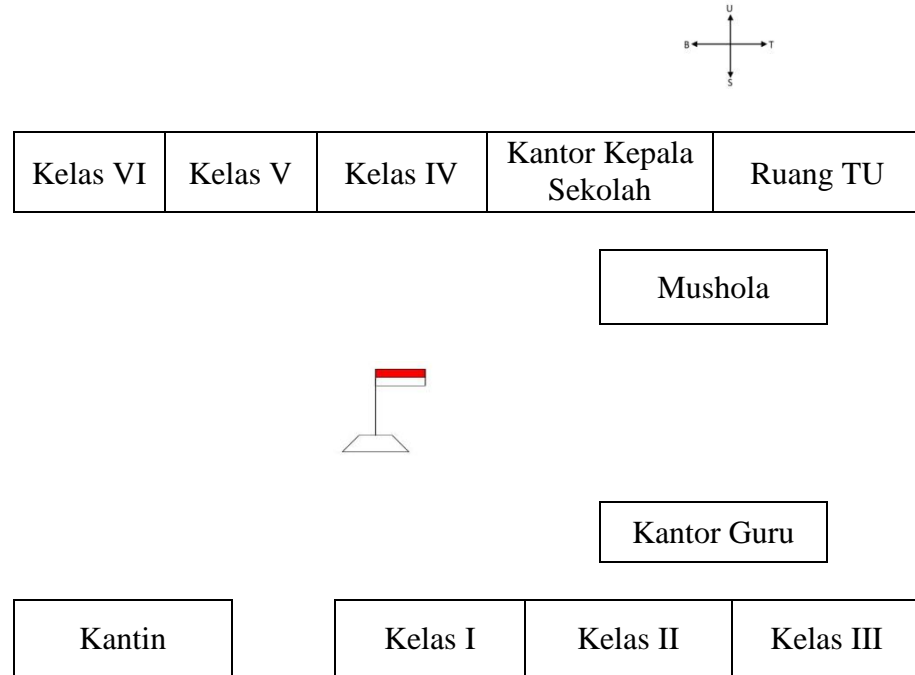 U
B T
S
Kelas VI
Kelas V
Kelas IV
Kantor Kepala
Sekolah
Ruang TU
Mushola
Kantor Guru
Kantin
Kelas I
Kelas II
Kelas III